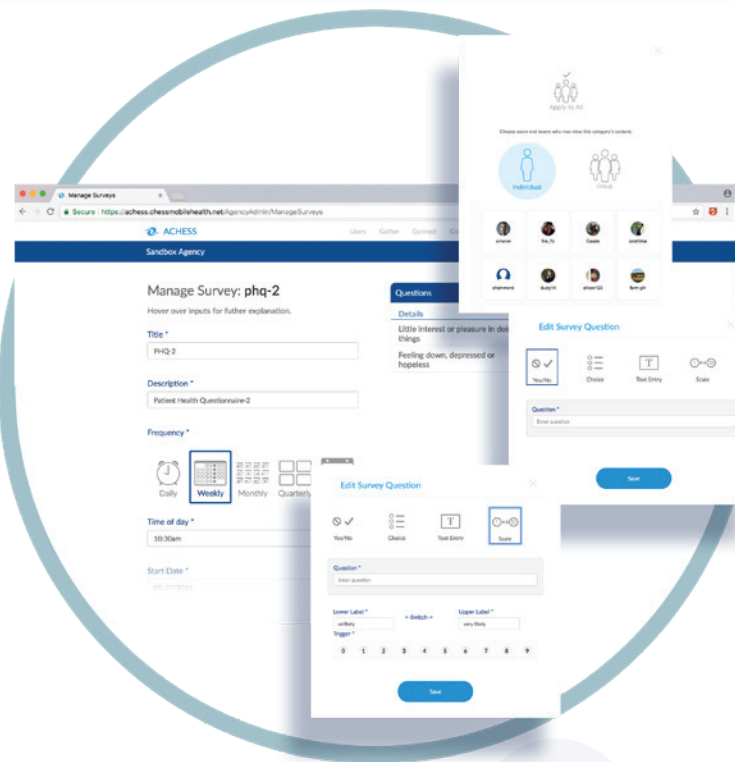 Manage Surveys
Secure https://achess.chessmobilehealth.net/AgencyAdmin/ManageSurveys
ACHESS
Users Gather Connect
Sandbox Agency
Manage Survey: phq-2
Hover over inputs for futher explanation.
Title *
PHQ-2
Description *
Patient Health Questionnaire-2
Frequency *
Daily Weekly Monthly Quarterly
Time of day *
10:30am
Start Date *
Questions
Details
Little interest or pleasure in
things
Feeling down, depressed or
hopeless
Apply to All
Choose users and teams who may view this category's content.
Individual Group
Edit Survey Question
Yes/No Choice Text Entry Scale
Question *
Enter question
Save
Edit Survey Question
Yes/No Choice Text Entry Scale
Question *
Enter question
Lower Label * Upper Label *
unlikely - Switch - very likely
Trigger *
0 1 2 3 4 5 6 7 8 9
Save